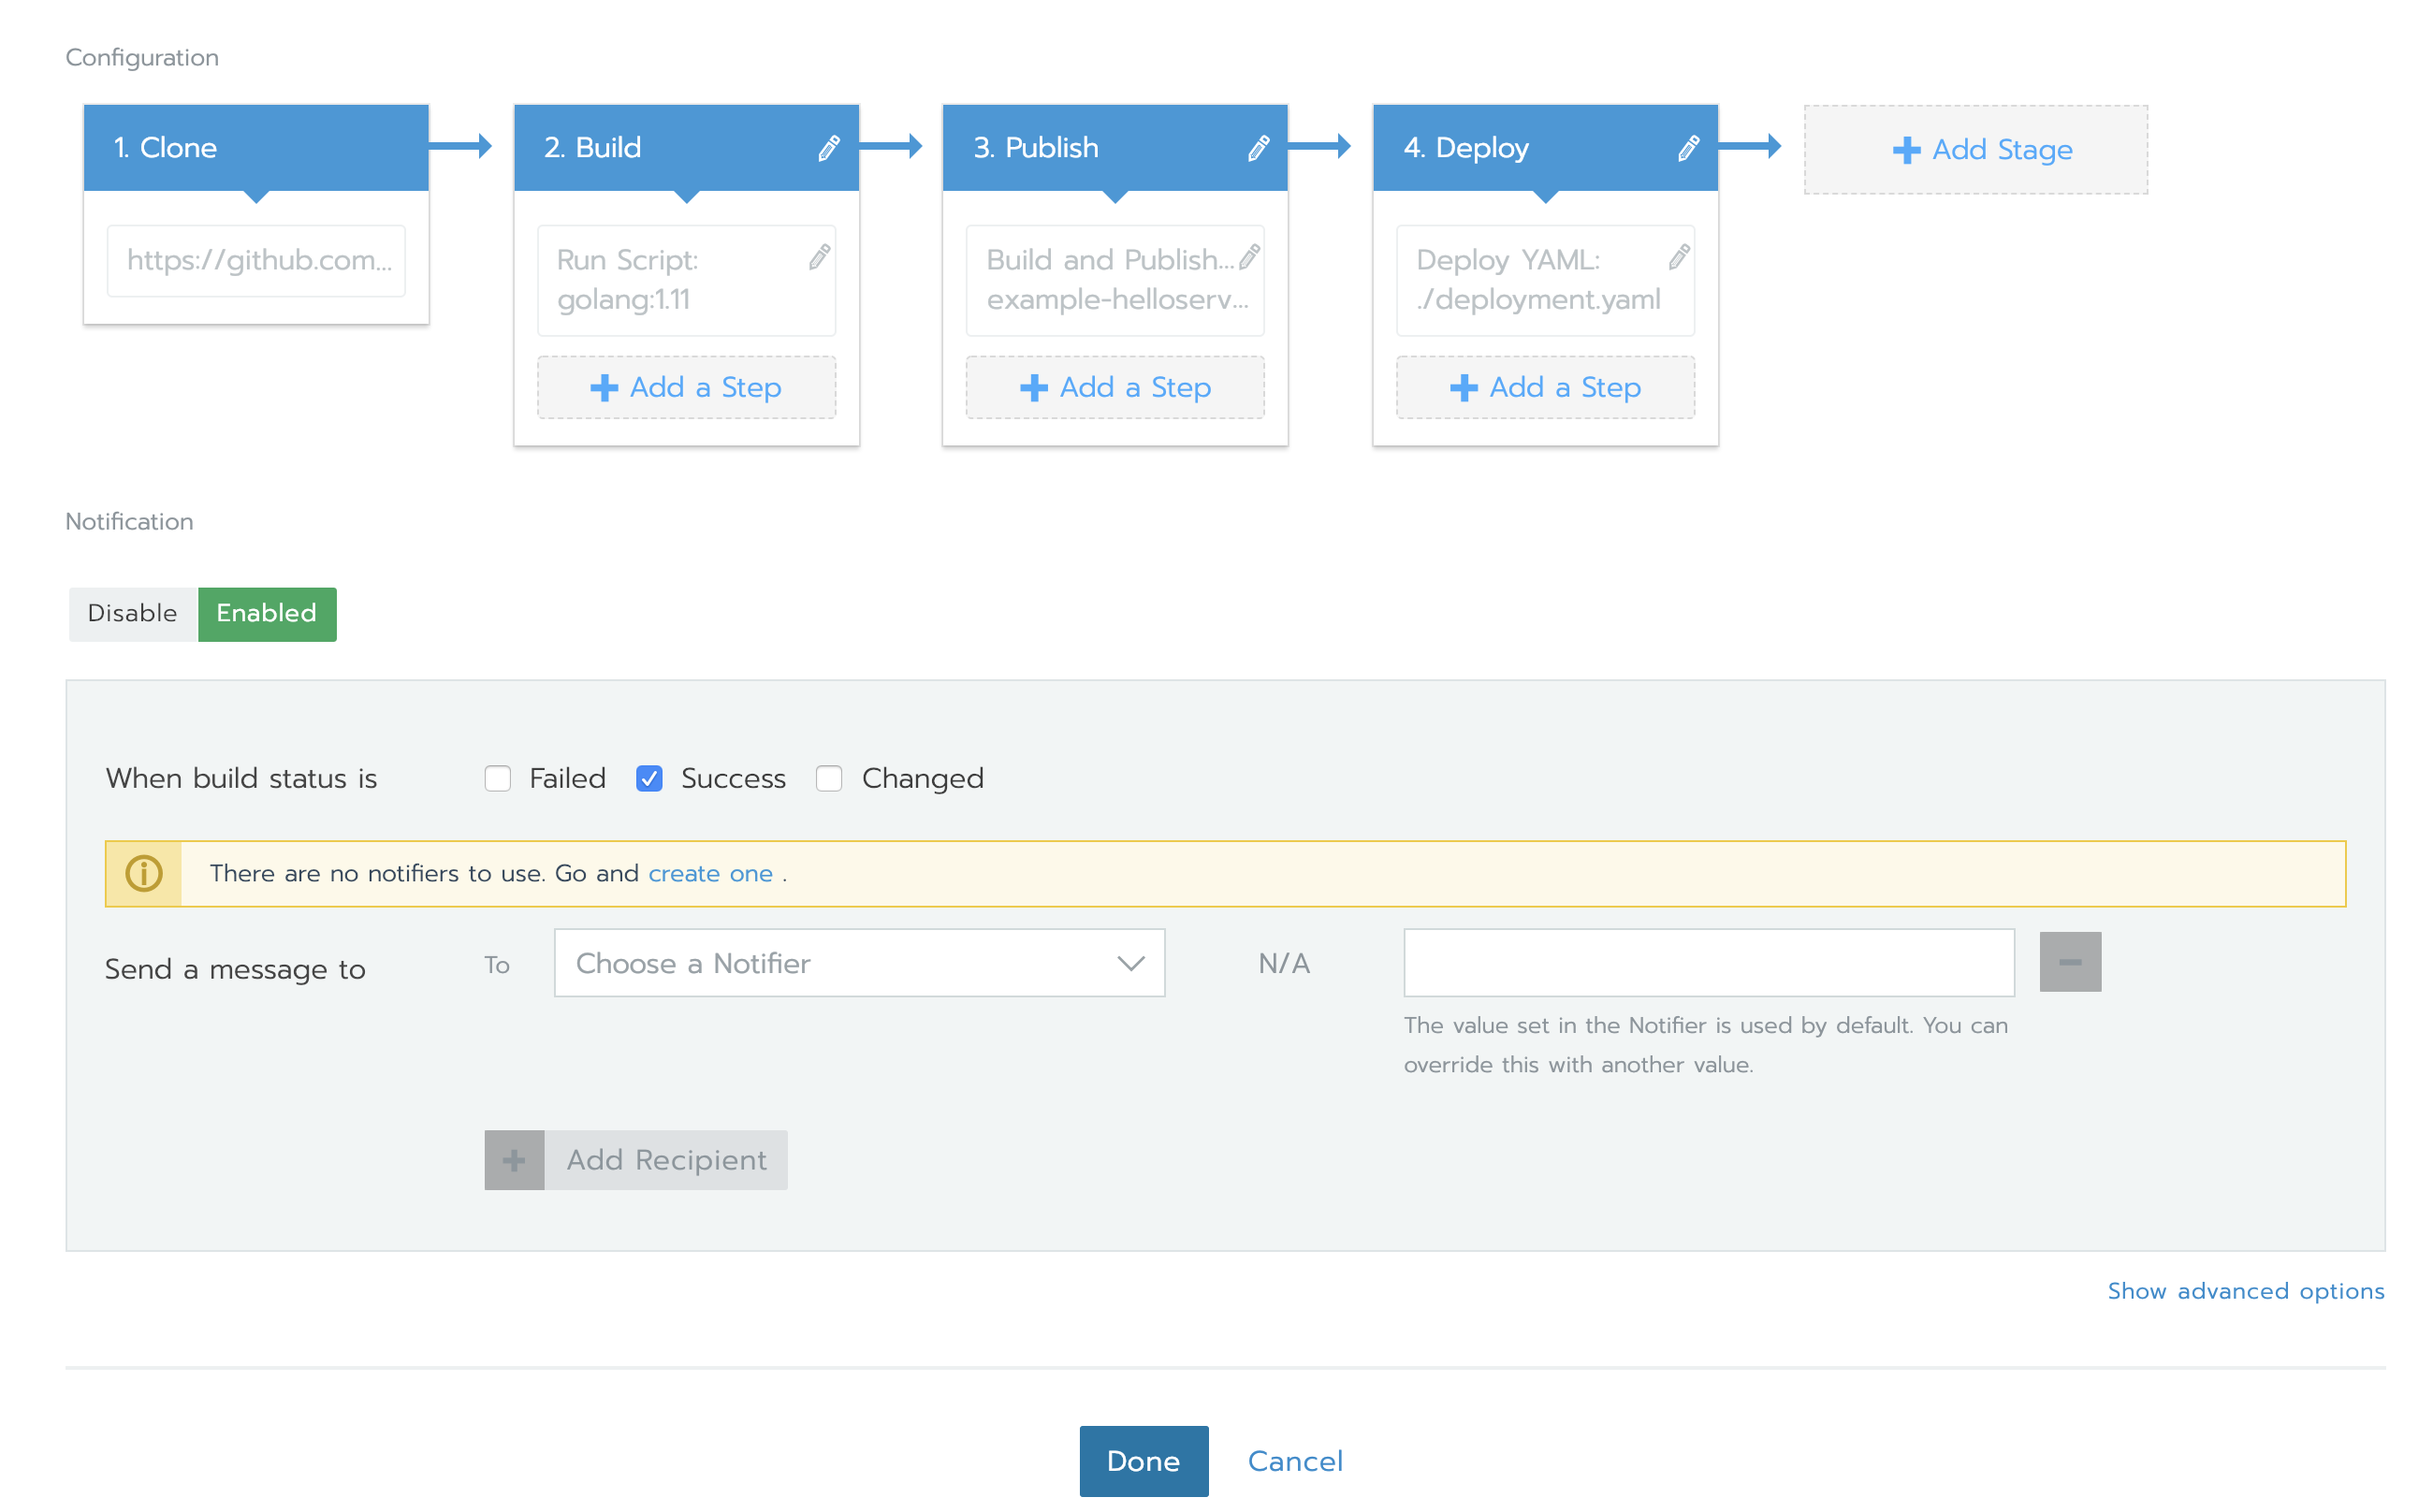 Configuration
1. Clone
2. Build
3. Publish
4. Deploy
Add Stage
https://github.com...
Run Script:
golang:1.11
Add a Step
Build and Publish...
example-helloserv...
Add a Step
Deploy YAML:
./deployment.yaml
Add a Step
Notification
Disable Enabled
When build status is Failed Success Changed
There are no notifiers to use. Go and create one .
Send a message to To Choose a Notifier N/A
The value set in the Notifier is used by default. You can
override this with another value.
Add Recipient
Show advanced options
Done Cancel